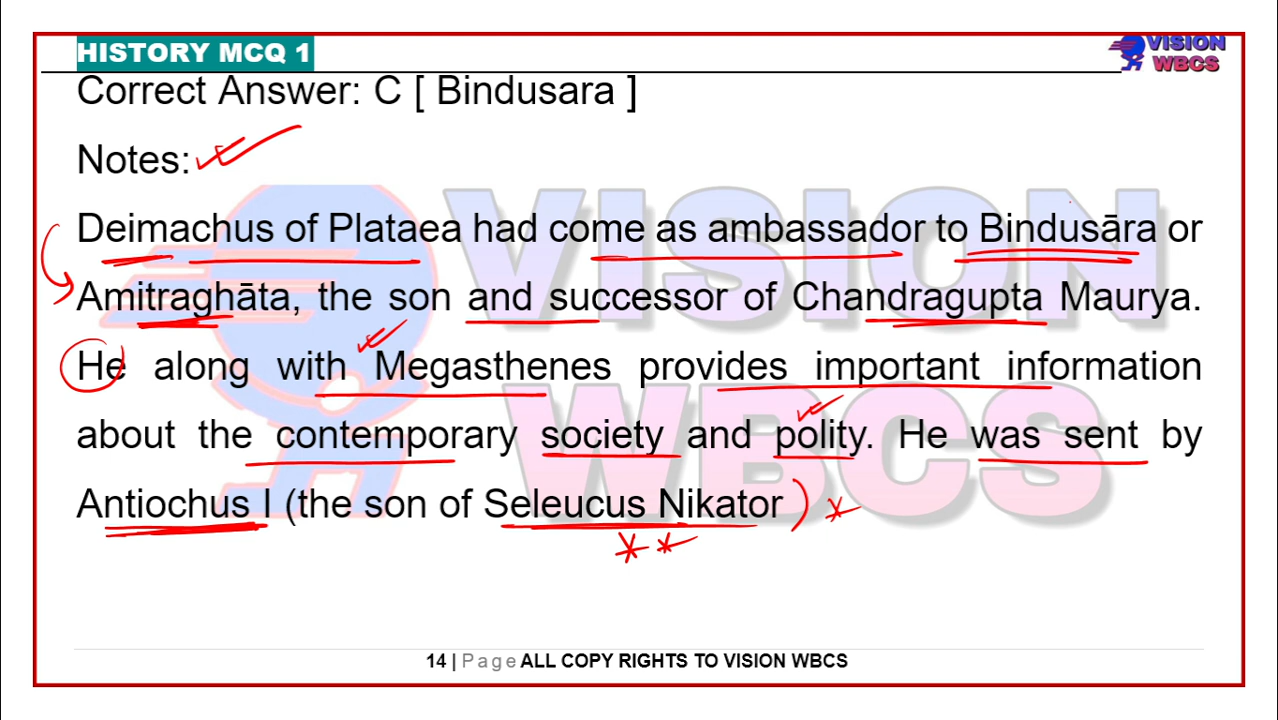 HISTORY MCQ 1
VISION
WBCS
Correct Answer: C [ Bindusara ]
Notes:
Deimachus of Plataea had come as ambassador to Bindusāra or
Amitraghāta, the son and successor of Chandragupta Maurya.
He along with Megasthenes provides important information
about the contemporary society and polity. He was sent by
Antiochus I (the son of Seleucus Nikator )
VISION
WBCS
14 | Page ALL COPY RIGHTS TO VISION WBCS